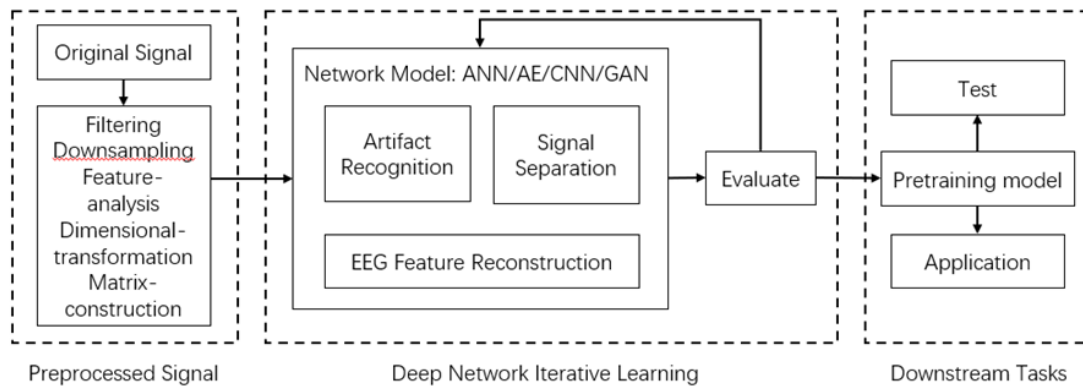 Original Signal
Filtering
Downsampling
Feature-
analysis
Dimensional-
transformation
Matrix-
construction
Preprocessed Signal
Network Model: ANN/AE/CNN/GAN
Artifact
Recognition
Signal
Separation
EEG Feature Reconstruction
Evaluate
Deep Network Iterative Learning
Test
Pretraining model
Application
Downstream Tasks